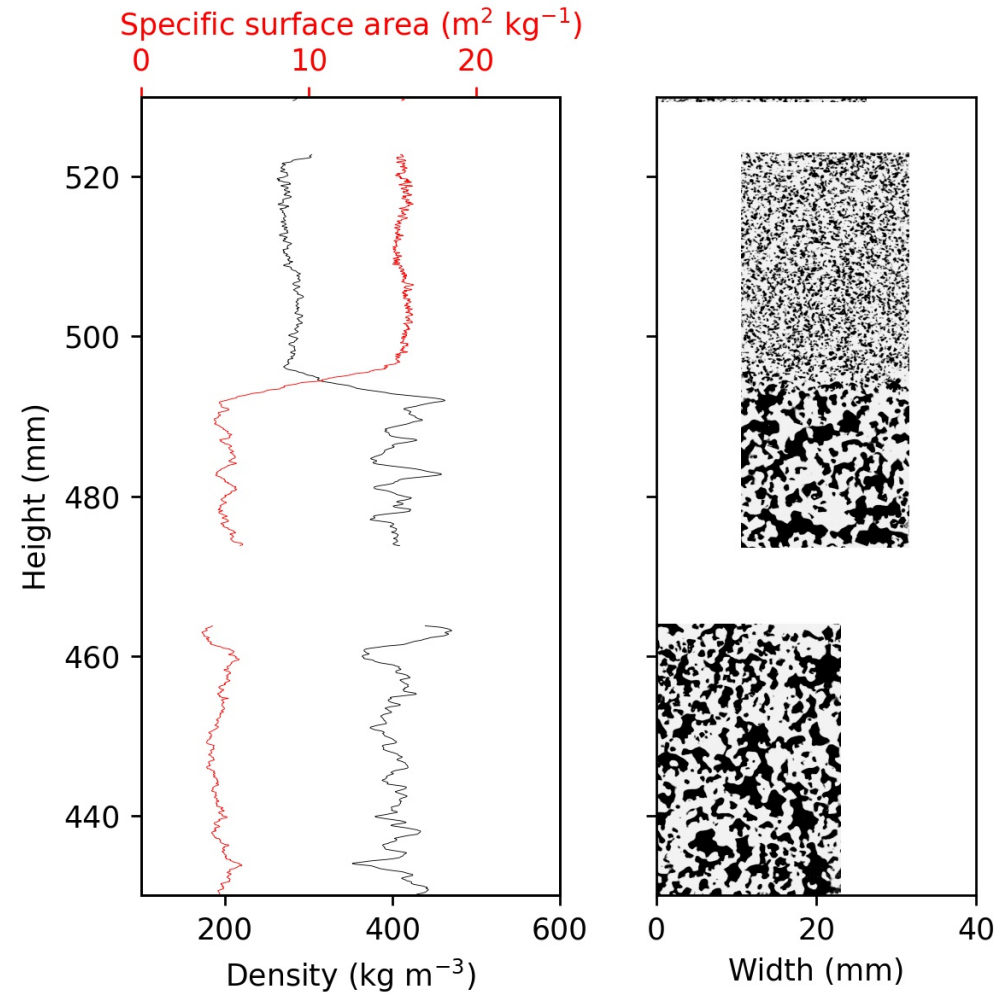 Specific surface area (m² kg⁻¹)
0 10 20
520
500
480
460
440
Height (mm)
200 400 600
Density (kg m⁻³)
0 20 40
Width (mm)